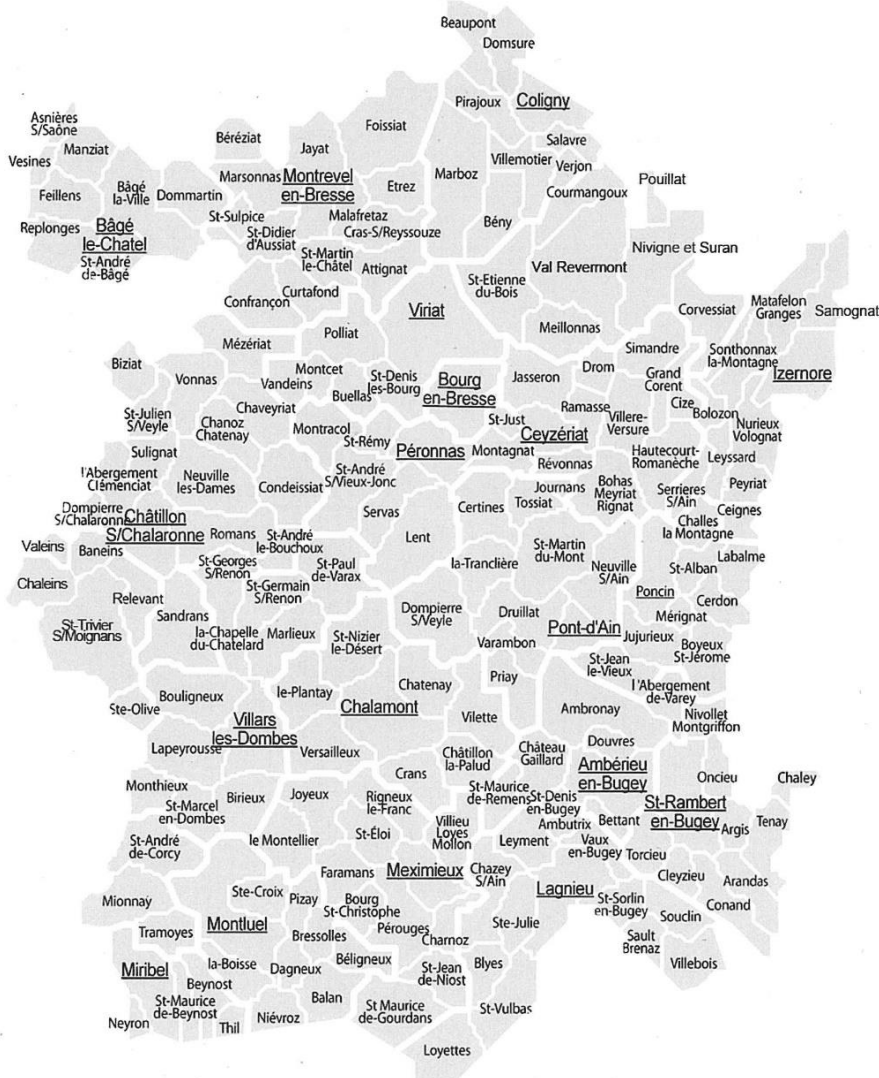 Beaupont
Domsure
Pirajoux
Coligny
Foissiat
Asnières
S/Saône
Salavre
Béréziat
Jayat
Manziat
Villemotier
Vesines
Verjon
Marsonnas
Montrevel
en-Bresse
Marboz
Pouillat
Feillens
Bâgé
la-Ville
Dommartin
Etrez
Courmangoux
St-Sulpice
Malafretaz
Bény
Replonges
Bâgé
le-Chatel
St-Didier
d'Aussiat
Cras-S/Reyssouze
Nivigne et Suran
St-André
de-Bâgé
St-Martin
le-Châtel
Attignat
Val Revermont
St-Etienne
du-Bois
Curtafond
Confrançon
Matafelon
Granges
Viriat
Corvessiat
Samognat
Polliat
Meillonnas
Mézériat
Simandre
Sonthonnax
la-Montagne
Biziat
Montcet
Drom
Izernore
Vonnas
Vandeins
St-Denis
les-Bourg
Bourg
en-Bresse
Jasseron
Grand
Corent
Buellas
Chaveyriat
Ramasse
Cize
Bolozon
St-Julien
S/Veyle
Chanoz
Chatenay
St-Just
Villere-
Versure
Nurieux
Volognat
Montracol
Ceyzériat
St-Rémy
Sulignat
Péronnas
Montagnat
Hautecourt-
Romanèche
Leyssard
Révonnas
l'Abergement
Clémenciat
Neuville
les-Dames
St-André
S/Vieux-Jonc
Condeissiat
Journans
Bohas
Meyriat
Rignat
Serrieres
S/Ain
Peyriat
Dompierre
S/Chalaronne
Châtillon
S/Chalaronne
Certines
Tossiat
Ceignes
Servas
Challes
la Montagne
Romans
St-André
le-Bouchoux
Lent
Valeins
Baneins
St-Martin
du-Mont
Labalme
St-Georges
S/Renon
St-Paul
de-Varax
la-Tranclière
Neuville
S/Ain
St-Alban
Chaleins
St-Germain
S/Renon
Poncin
Relevant
Cerdon
Sandrans
Dompierre
S/Veyle
Druillat
Mérignat
St-Trivier
S/Moignans
la-Chapelle
du-Chatelard
Marlieux
St-Nizier
le-Désert
Pont-d'Ain
Jujurieux
Varambon
Boyeux
St-Jérome
St-Jean
le-Vieux
Priay
Bouligneux
le-Plantay
Chatenay
l'Abergement
de-Varey
Ste-Olive
Chalamont
Ambronay
Villars
les-Dombes
Vilette
Nivollet
Montgriffon
Lapeyrousse
Versailleux
Châtillon
la-Palud
Château
Gaillard
Douvres
Crans
Ambérieu
en-Bugey
Oncieu
Chaley
Monthieux
Birieux
Joyeux
Rigneux
le-Franc
St-Maurice
de-Remens
St-Denis
en-Bugey
St-Rambert
en-Bugey
St-Marcel
en-Dombes
Villieu
Loyes
Mollon
Ambutrix
Bettant
Argis
Tenay
St-André
de-Corcy
le Montellier
St-Éloi
Leyment
Vaux
en-Bugey
Torcieu
Faramans
Meximieux
Chazey
S/Ain
Cleyzieu
Arandas
Mionnay
Ste-Croix
Pizay
Bourg
St-Christophe
Lagnieu
St-Sorlin
en-Bugey
Conand
Souclin
Montluel
Ste-Julie
Tramoyes
Bressolles
Pérouges
Charnoz
Sault
Brenaz
Miribel
la-Boisse
Dagneux
Béligneux
St-Jean
de-Niost
Blyes
Villebois
Beynost
St-Maurice
de-Beynost
Balan
St Maurice
de-Gourdans
St-Vulbas
Neyron
Thil
Niévroz
Loyettes